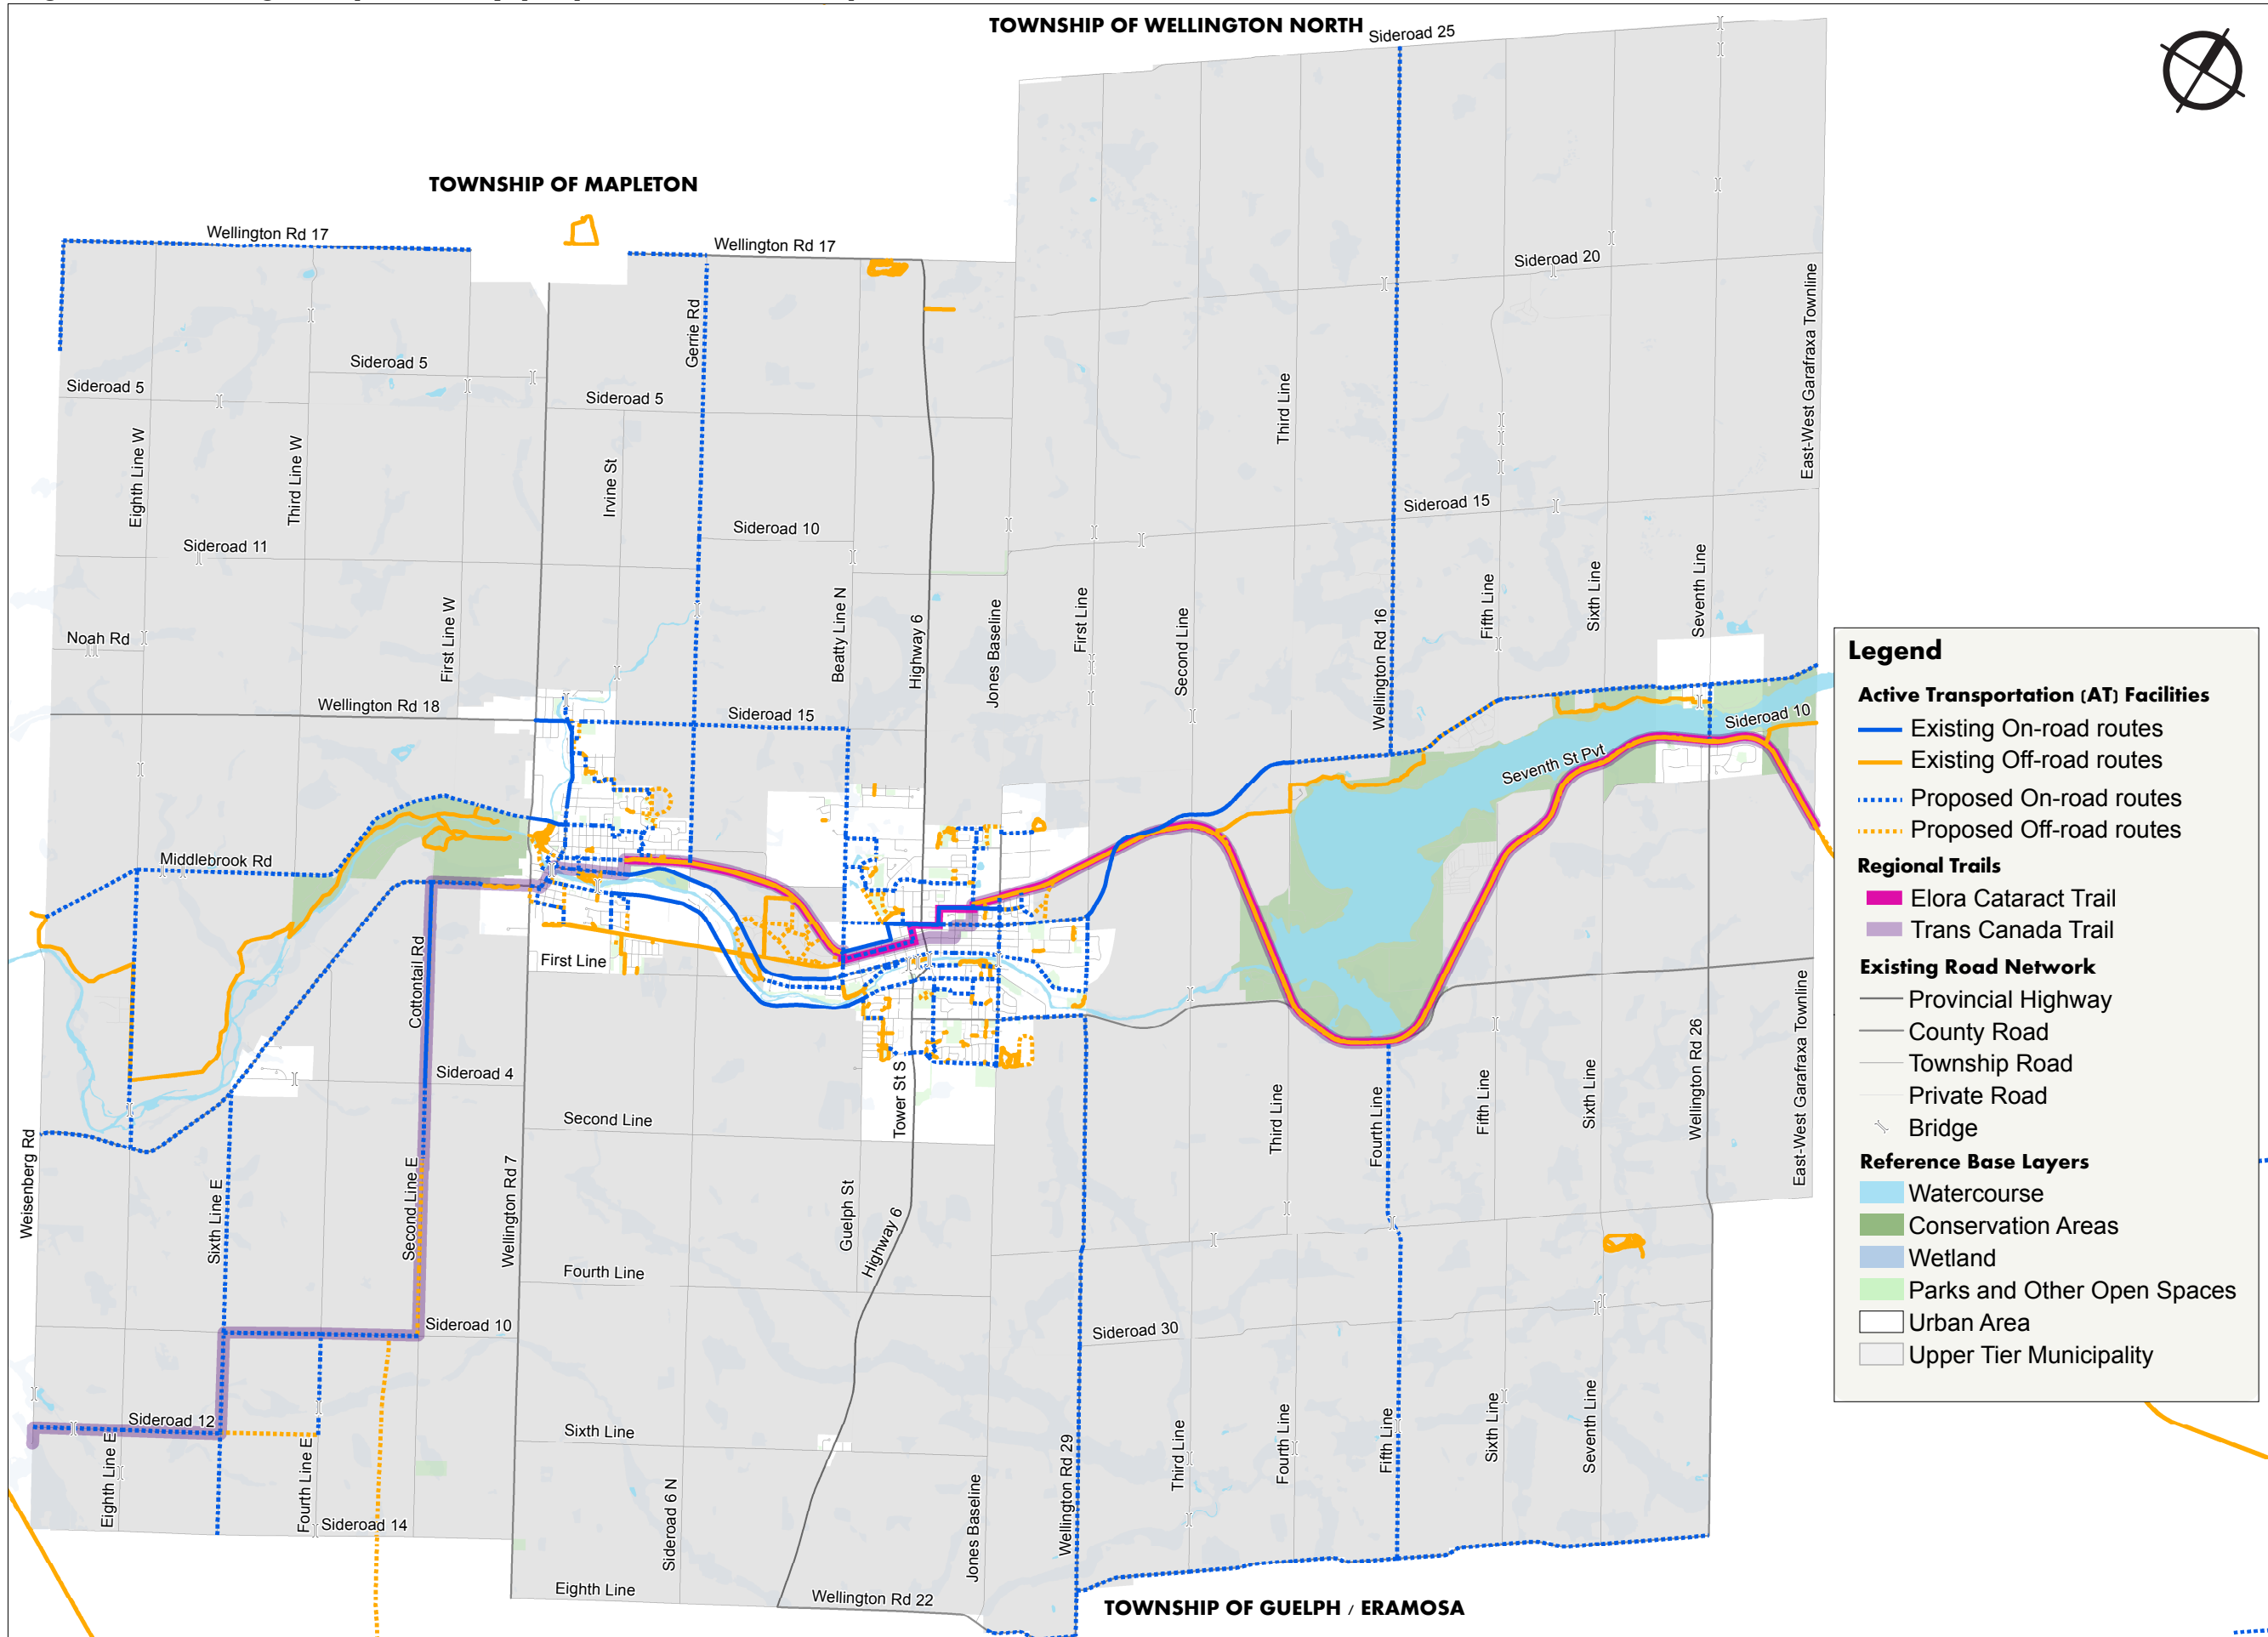 TOWNSHIP OF WELLINGTON NORTH
Sideroad 25
TOWNSHIP OF MAPLETON
Wellington Rd 17
Wellington Rd 17
Sideroad 20
East-West Garafraxa Townline
Gerrie Rd
Sideroad 5
Sideroad 5
Sideroad 5
Third Line
Eighth Line W
Third Line W
Irvine St
Sideroad 15
Sideroad 10
Sideroad 11
First Line W
Beatty Line N
Highway 6
Jones Baseline
First Line
Second Line
Wellington Rd 16
Fifth Line
Sixth Line
Seventh Line
Noah Rd
Wellington Rd 18
Sideroad 15
Sideroad 10
Seventh St Pvt
Middlebrook Rd
Cottontail Rd
First Line
Sideroad 4
Second Line
Tower St S
Third Line
Fourth Line
Fifth Line
Sixth Line
Wellington Rd 26
East-West Garafraxa Townline
Weisenberg Rd
Sixth Line E
Second Line E
Wellington Rd 7
Guelph St
Highway 6
Fourth Line
Sideroad 10
Sideroad 30
Sideroad 12
Sixth Line
Eighth Line E
Fourth Line E
Sideroad 14
Sideroad 6 N
Jones Baseline
Wellington Rd 29
Third Line
Fourth Line
Fifth Line
Sixth Line
Seventh Line
Eighth Line
Wellington Rd 22
TOWNSHIP OF GUELPH / ERAMOSA
Legend
Active Transportation (AT) Facilities
Existing On-road routes
Existing Off-road routes
Proposed On-road routes
Proposed Off-road routes
Regional Trails
Elora Cataract Trail
Trans Canada Trail
Existing Road Network
Provincial Highway
County Road
Township Road
Private Road
Bridge
Reference Base Layers
Watercourse
Conservation Areas
Wetland
Parks and Other Open Spaces
Urban Area
Upper Tier Municipality